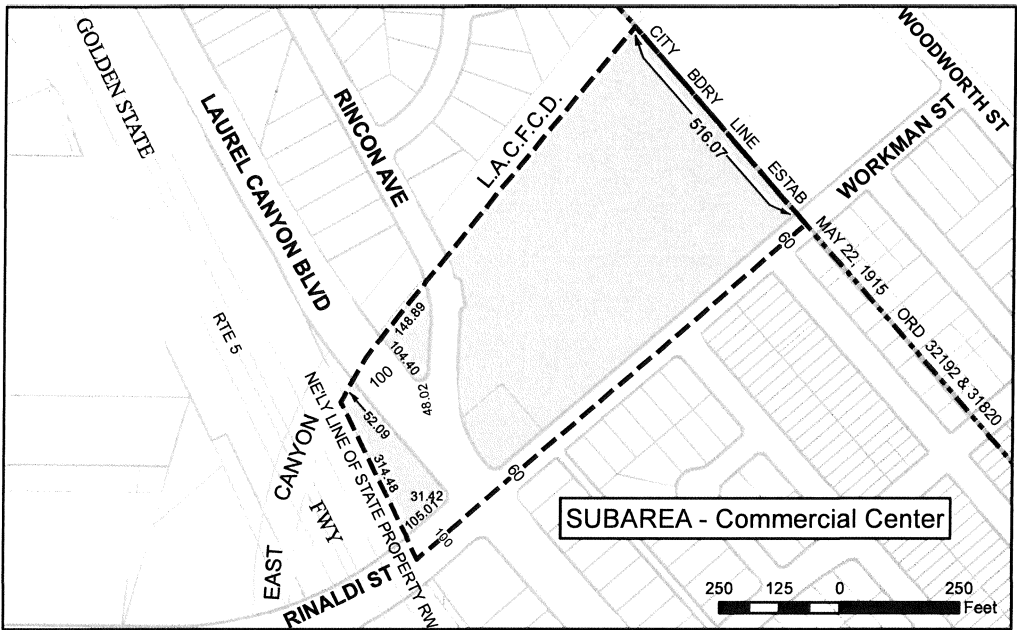 GOLDEN STATE
LAUREL CANYON BLVD
RINCON AVE
L.A.C.F.C.D.
CITY BDRY LINE ESTAB MAY 22, 1915 ORD 32192 & 31820
516.07
WOODWORTH ST
WORKMAN ST
60
RTE 5
148.89
104.40
100
48.02
52.09
NE'LY LINE OF STATE PROPERTY RW
314.48
31.42
105.01
100
60
EAST CANYON
FWY
RINALDI ST
SUBAREA - Commercial Center
250 125 0 250
Feet